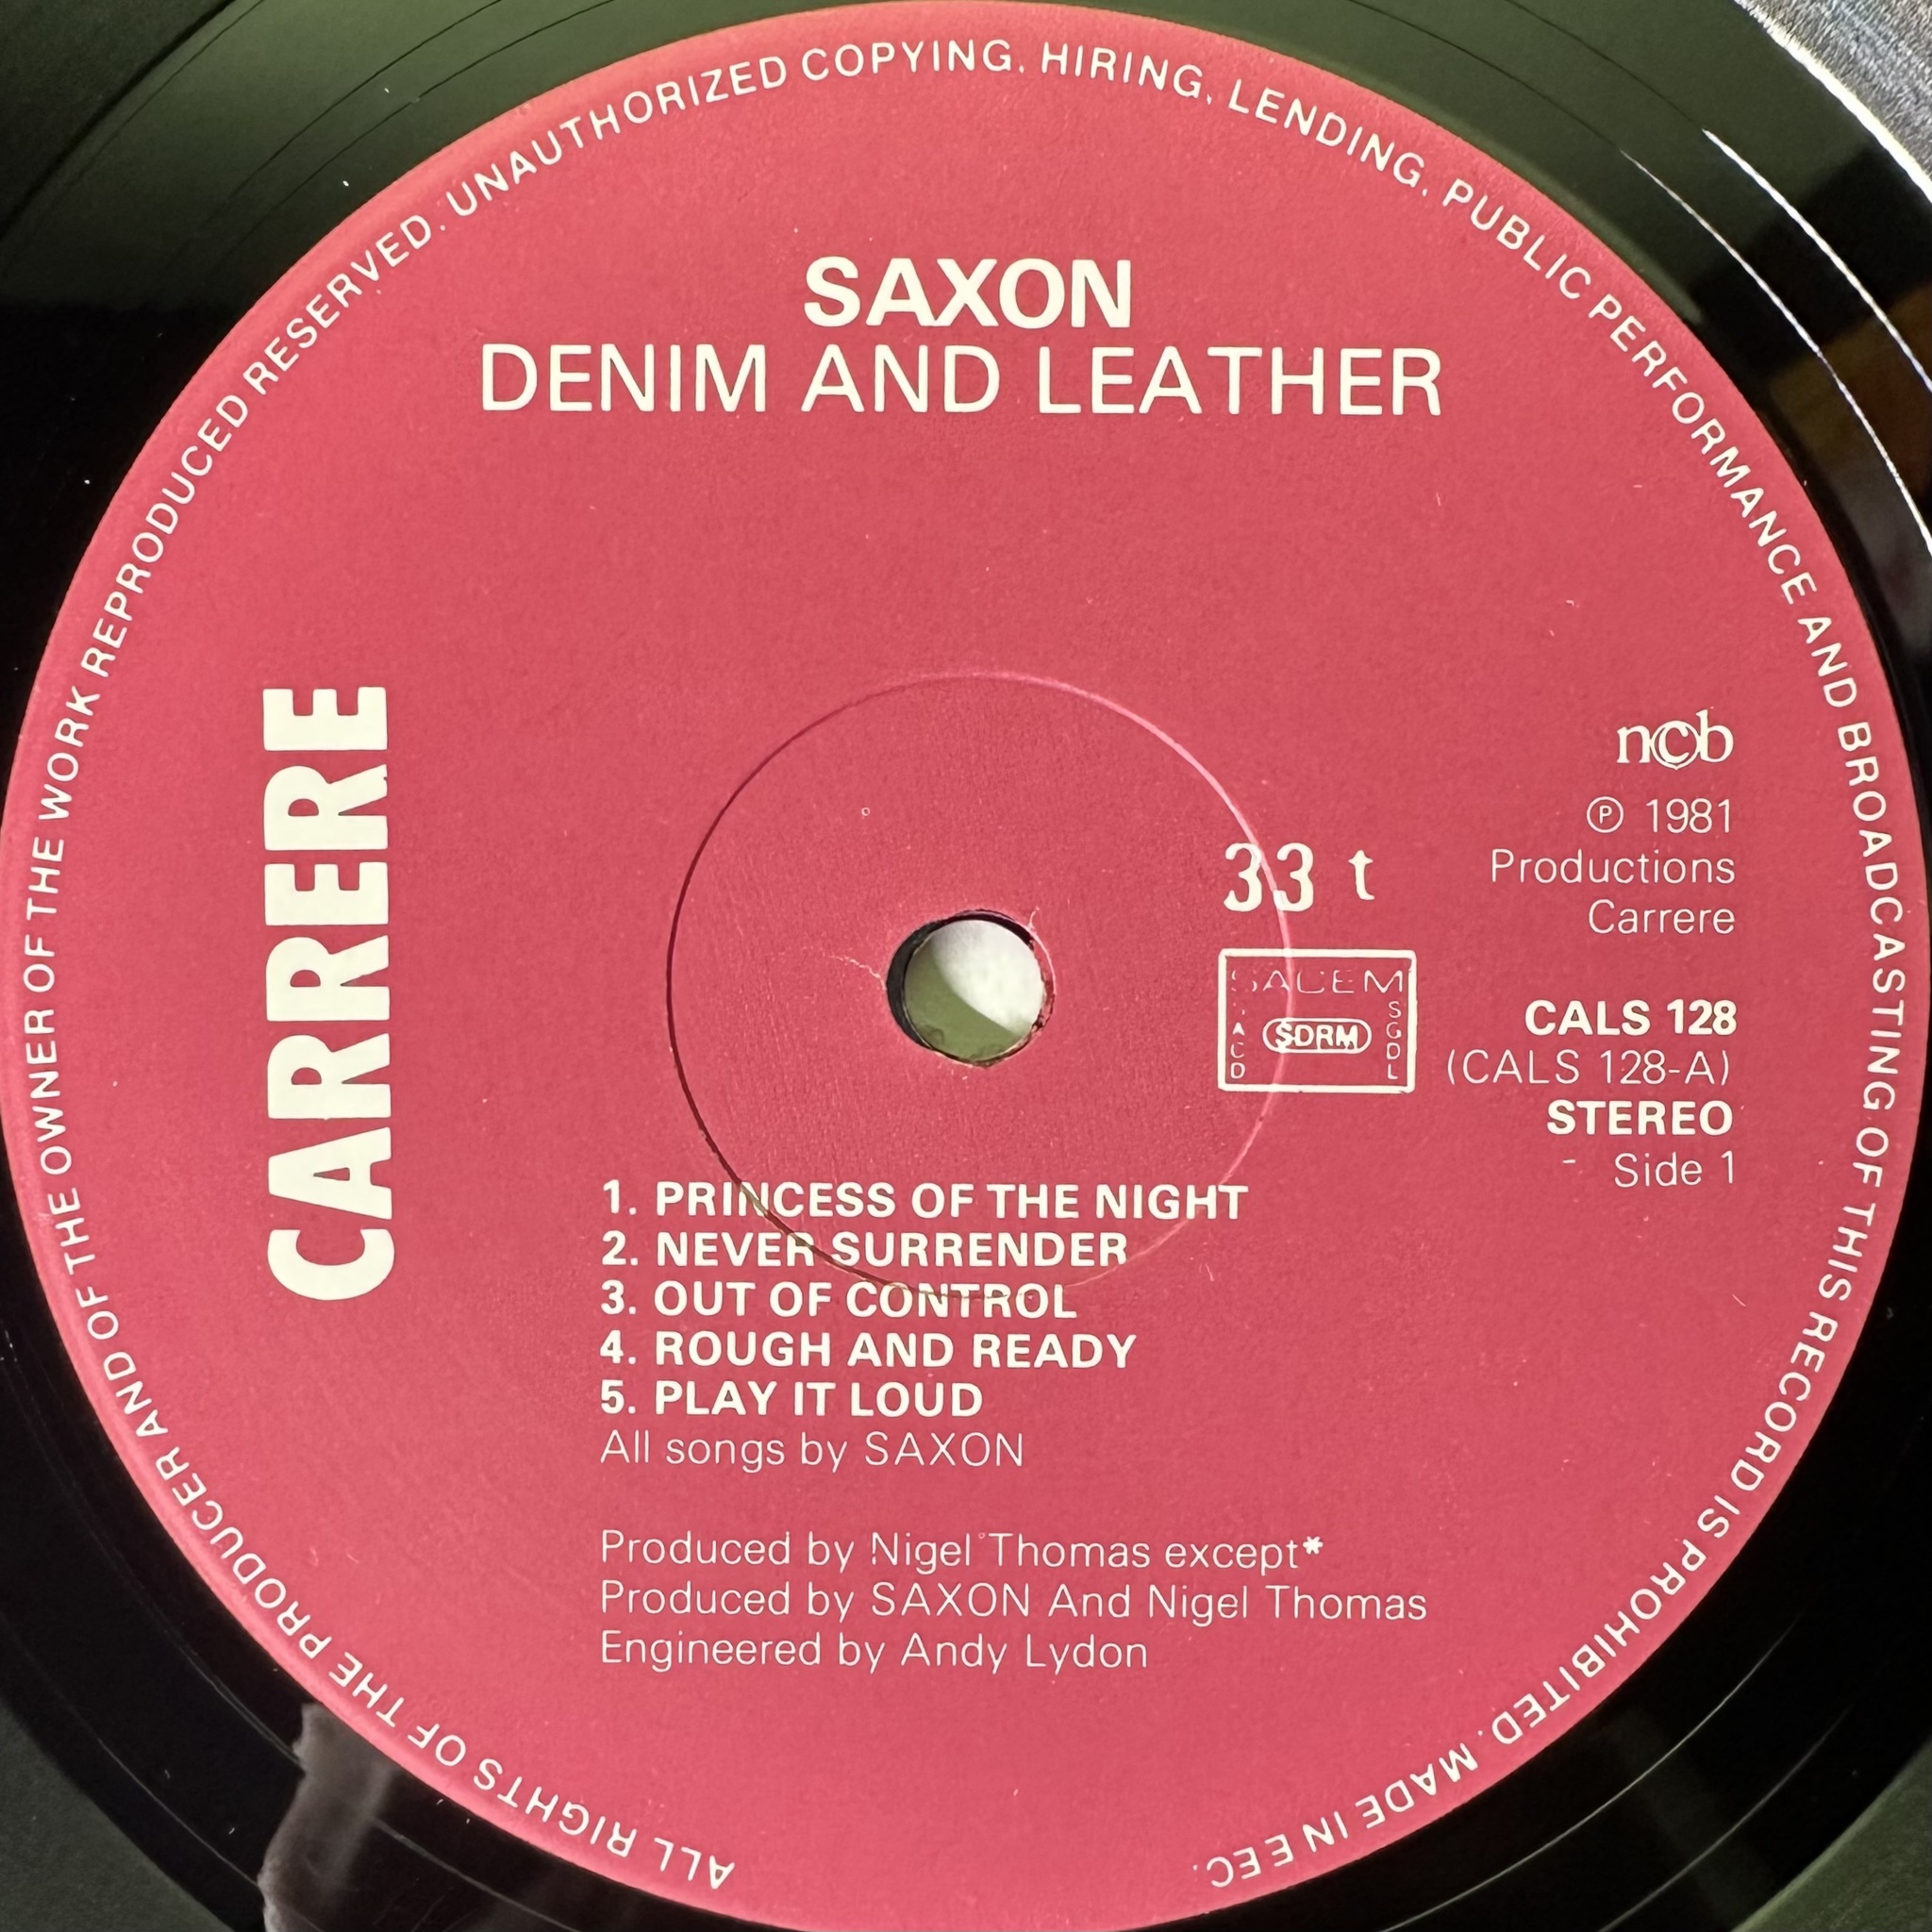 ALL RIGHTS OF THE PRODUCER AND OF THE OWNER OF THE WORK REPRODUCED RESERVED. UNAUTHORIZED COPYING. HIRING. LENDING. PUBLIC PERFORMANCE AND BROADCASTING OF THIS RECORD IS PROHIBITED. MADE IN EEC.
SAXON
DENIM AND LEATHER
CARRERE
ncb
℗ 1981
Productions
Carrere
33 t
SACEM
SACD
SDRM
SGDL
CALS 128
(CALS 128-A)
STEREO
Side 1
1. PRINCESS OF THE NIGHT
2. NEVER SURRENDER
3. OUT OF CONTROL
4. ROUGH AND READY
5. PLAY IT LOUD
All songs by SAXON
Produced by Nigel Thomas except*
Produced by SAXON And Nigel Thomas
Engineered by Andy Lydon